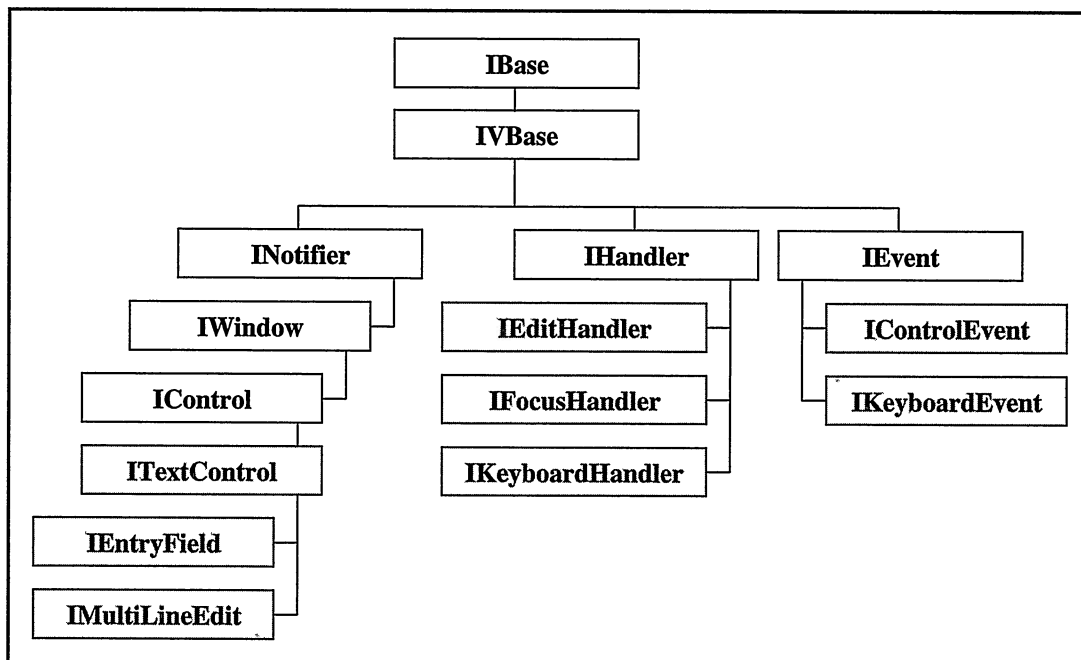 IBase
IVBase
INotifier
IHandler
IEvent
IWindow
IEditHandler
IControlEvent
IControl
IFocusHandler
IKeyboardEvent
ITextControl
IKeyboardHandler
IEntryField
IMultiLineEdit